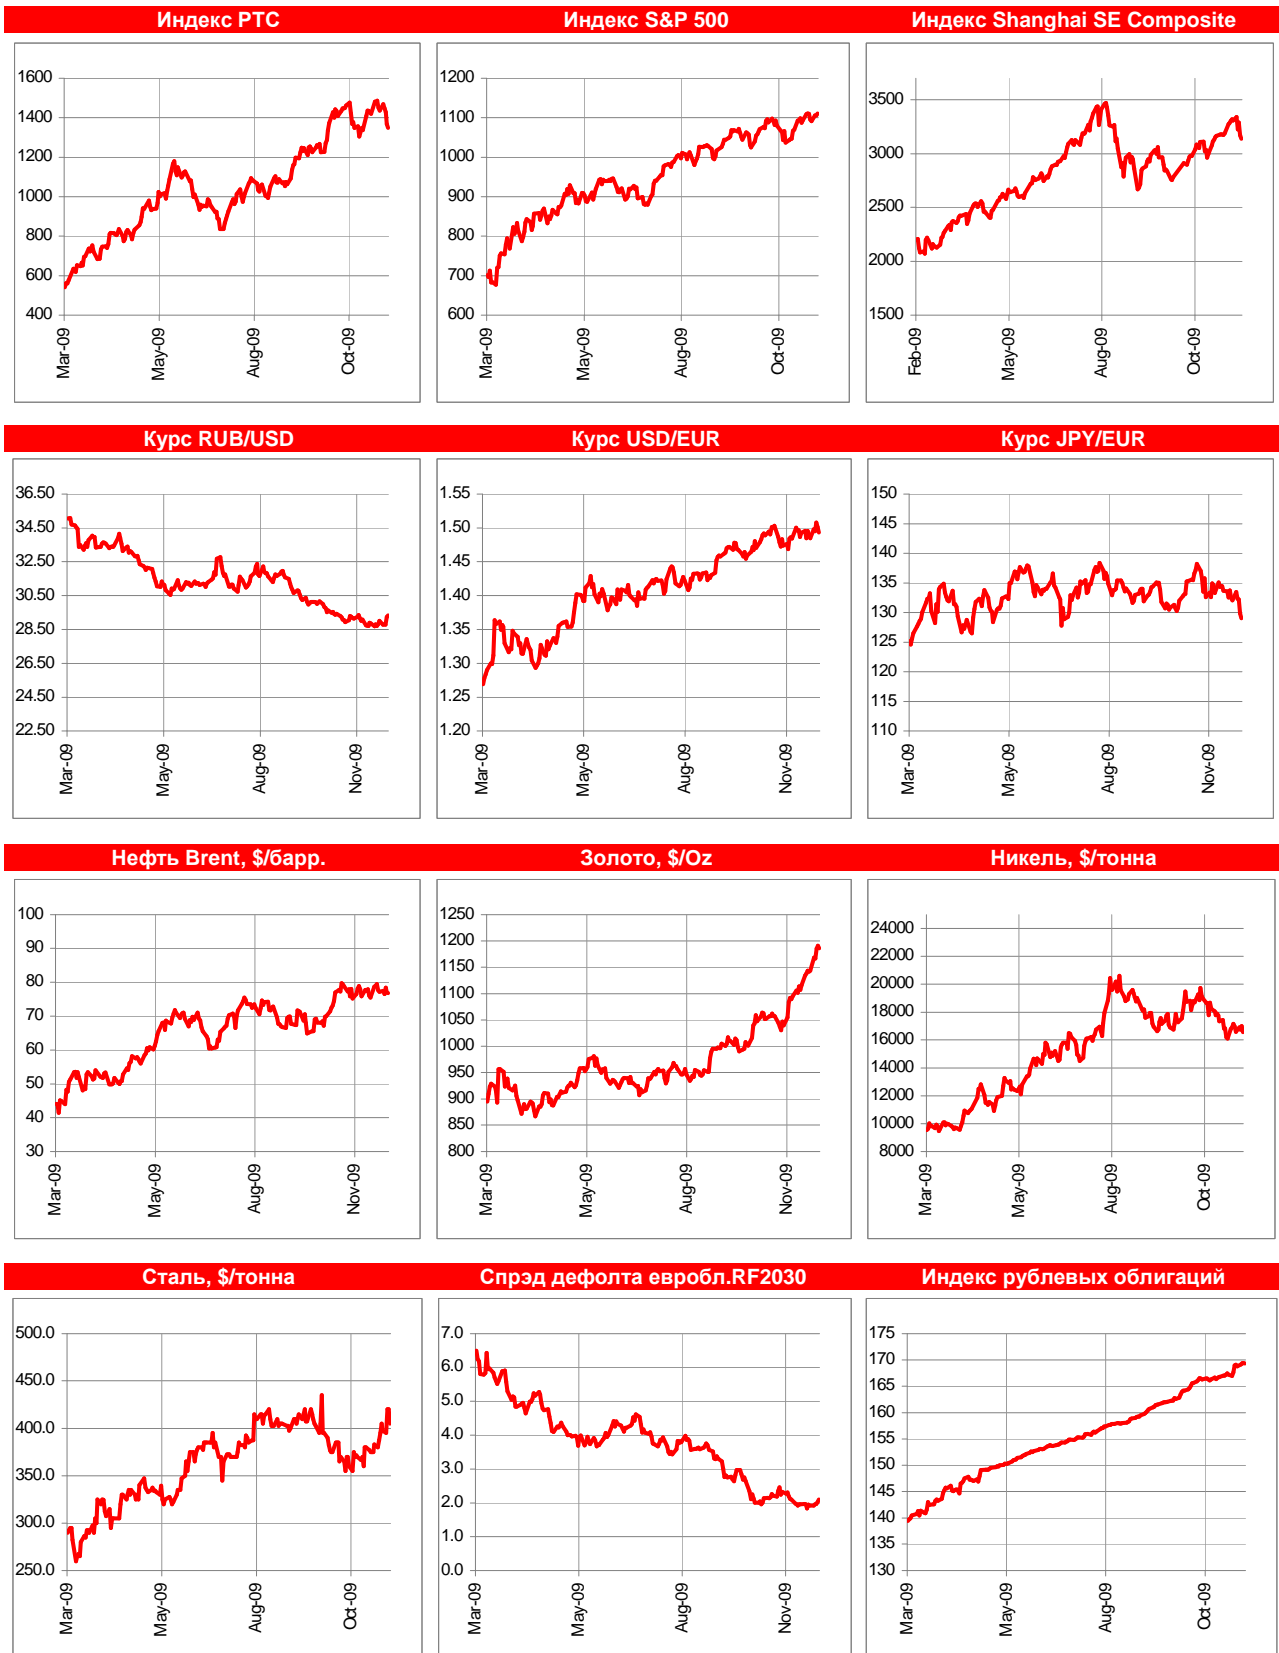 Индекс РТС
1600
1400
1200
1000
800
600
400
Mar-09
May-09
Aug-09
Oct-09
Индекс S&P 500
1200
1100
1000
900
800
700
600
Mar-09
May-09
Aug-09
Oct-09
Индекс Shanghai SE Composite
3500
3000
2500
2000
1500
Feb-09
May-09
Aug-09
Oct-09
Курс RUB/USD
36.50
34.50
32.50
30.50
28.50
26.50
24.50
22.50
Mar-09
May-09
Aug-09
Nov-09
Курс USD/EUR
1.55
1.50
1.45
1.40
1.35
1.30
1.25
1.20
Mar-09
May-09
Aug-09
Nov-09
Курс JPY/EUR
150
145
140
135
130
125
120
115
110
Mar-09
May-09
Aug-09
Nov-09
Нефть Brent, $/барр.
100
90
80
70
60
50
40
30
Mar-09
May-09
Aug-09
Nov-09
Золото, $/Oz
1250
1200
1150
1100
1050
1000
950
900
850
800
Mar-09
May-09
Aug-09
Nov-09
Никель, $/тонна
24000
22000
20000
18000
16000
14000
12000
10000
8000
Mar-09
May-09
Aug-09
Oct-09
Сталь, $/тонна
500.0
450.0
400.0
350.0
300.0
250.0
Mar-09
May-09
Aug-09
Oct-09
Спрэд дефолта евробл.RF2030
7.0
6.0
5.0
4.0
3.0
2.0
1.0
0.0
Mar-09
May-09
Aug-09
Nov-09
Индекс рублевых облигаций
175
170
165
160
155
150
145
140
135
130
Mar-09
May-09
Aug-09
Oct-09